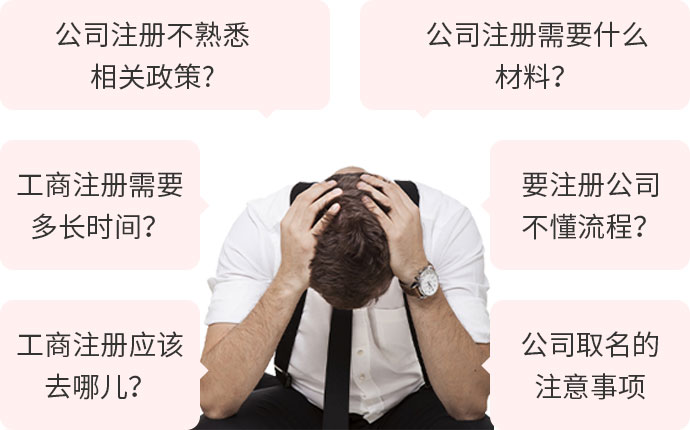 公司注册不熟悉
相关政策?
公司注册需要什么
材料？
工商注册需要
多长时间？
要注册公司
不懂流程？
工商注册应该
去哪儿？
公司取名的
注意事项